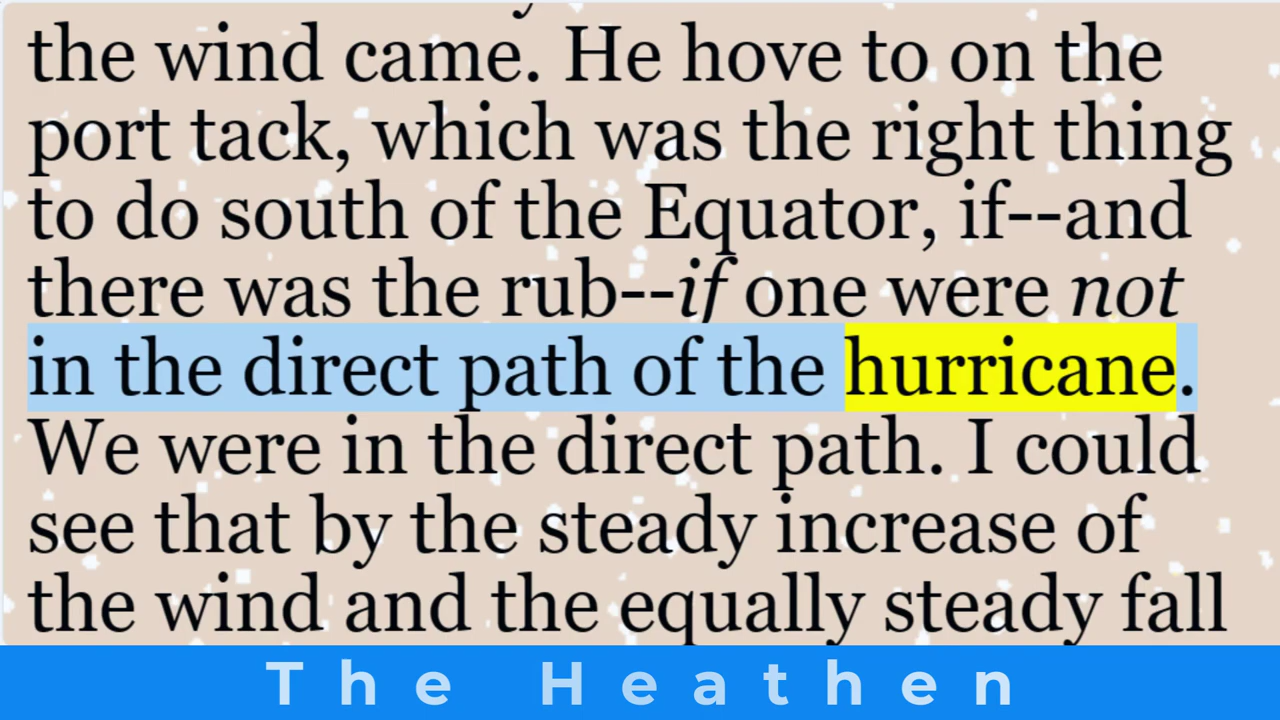 the wind came. He hove to on the
port tack, which was the right thing
to do south of the Equator, if--and
there was the rub--if one were not
in the direct path of the hurricane.
We were in the direct path. I could
see that by the steady increase of
the wind and the equally steady fall
The Heathen